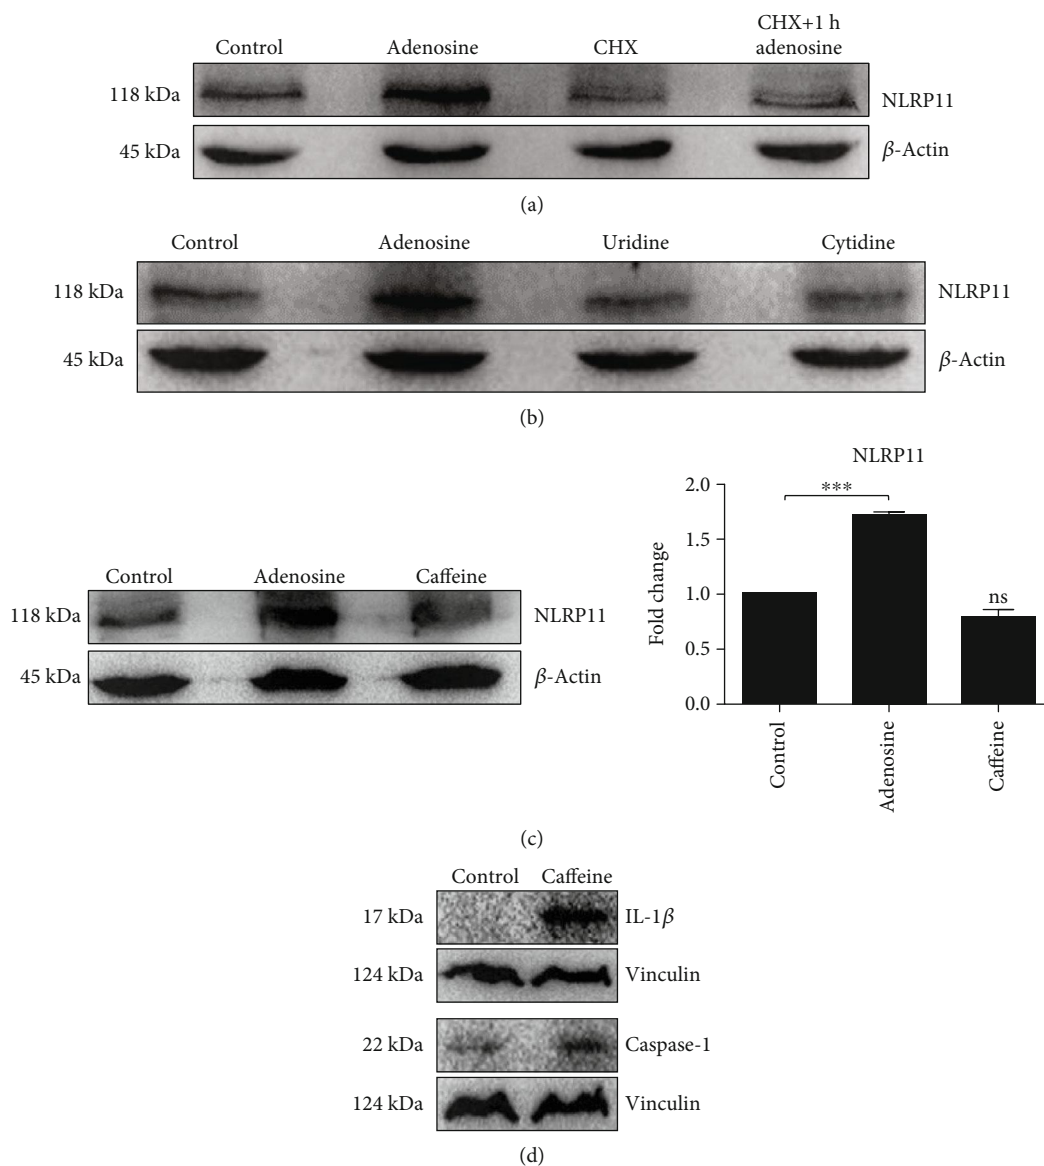 CHX+1 h
Control Adenosine CHX adenosine
118 kDa NLRP11
45 kDa β-Actin
(a)
Control Adenosine Uridine Cytidine
118 kDa NLRP11
45 kDa β-Actin
(b)
NLRP11
2.0
***
1.5
Fold change
Control Adenosine Caffeine
118 kDa NLRP11
45 kDa β-Actin
1.0
ns
0.5
0.0
Control
Adenosine
Caffeine
(c)
Control Caffeine
17 kDa IL-1β
124 kDa Vinculin
22 kDa Caspase-1
124 kDa Vinculin
(d)